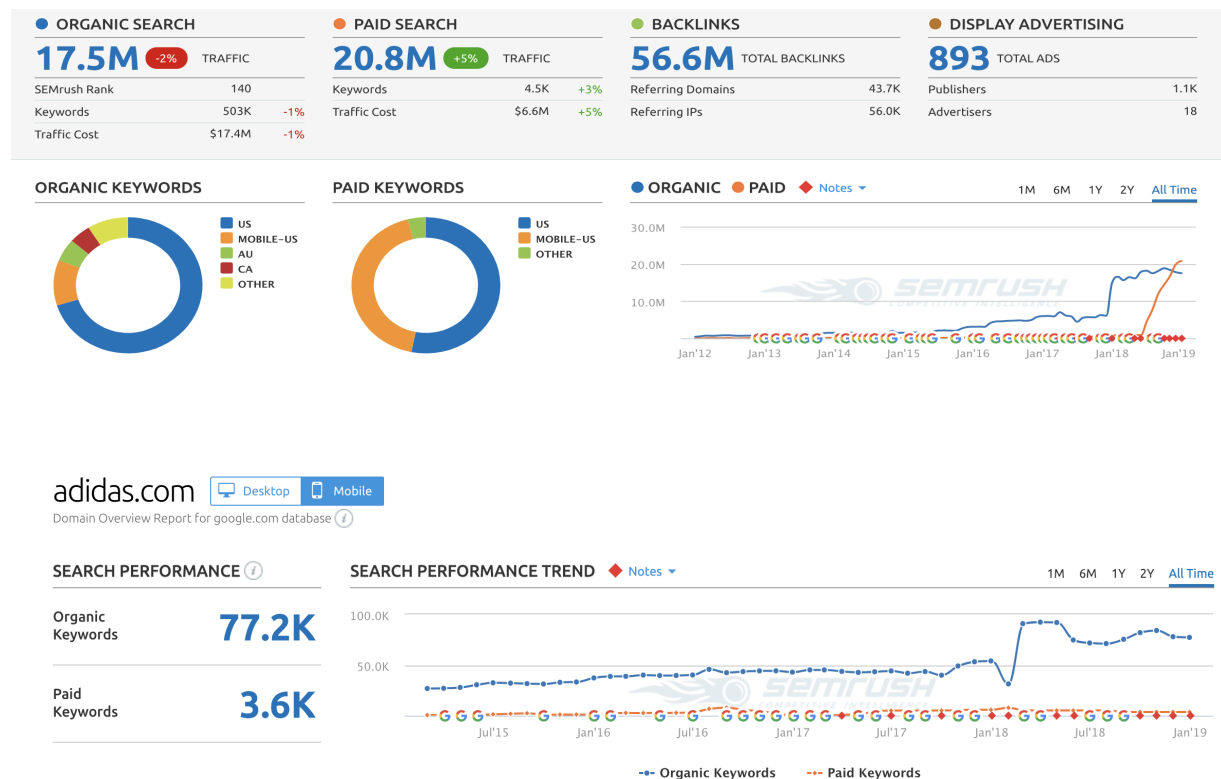 ORGANIC SEARCH
17.5M -2% TRAFFIC
SEMrush Rank 140
Keywords 503K -1%
Traffic Cost $17.4M -1%
PAID SEARCH
20.8M +5% TRAFFIC
Keywords 4.5K +3%
Traffic Cost $6.6M +5%
BACKLINKS
56.6M TOTAL BACKLINKS
Referring Domains 43.7K
Referring IPs 56.0K
DISPLAY ADVERTISING
893 TOTAL ADS
Publishers 1.1K
Advertisers 18
ORGANIC KEYWORDS
US
MOBILE-US
AU
CA
OTHER
PAID KEYWORDS
US
MOBILE-US
OTHER
ORGANIC PAID Notes 1M 6M 1Y 2Y All Time
30.0M
20.0M
10.0M
SEMRUSH
COMPETITIVE INTELLIGENCE
Jan'12 Jan'13 Jan'14 Jan'15 Jan'16 Jan'17 Jan'18 Jan'19
adidas.com Desktop Mobile
Domain Overview Report for google.com database i
SEARCH PERFORMANCE i
Organic
Keywords
77.2K
Paid
Keywords
3.6K
SEARCH PERFORMANCE TREND Notes 1M 6M 1Y 2Y All Time
100.0K
50.0K
SEMRUSH
COMPETITIVE INTELLIGENCE
Jul'15 Jan'16 Jul'16 Jan'17 Jul'17 Jan'18 Jul'18 Jan'19
Organic Keywords Paid Keywords